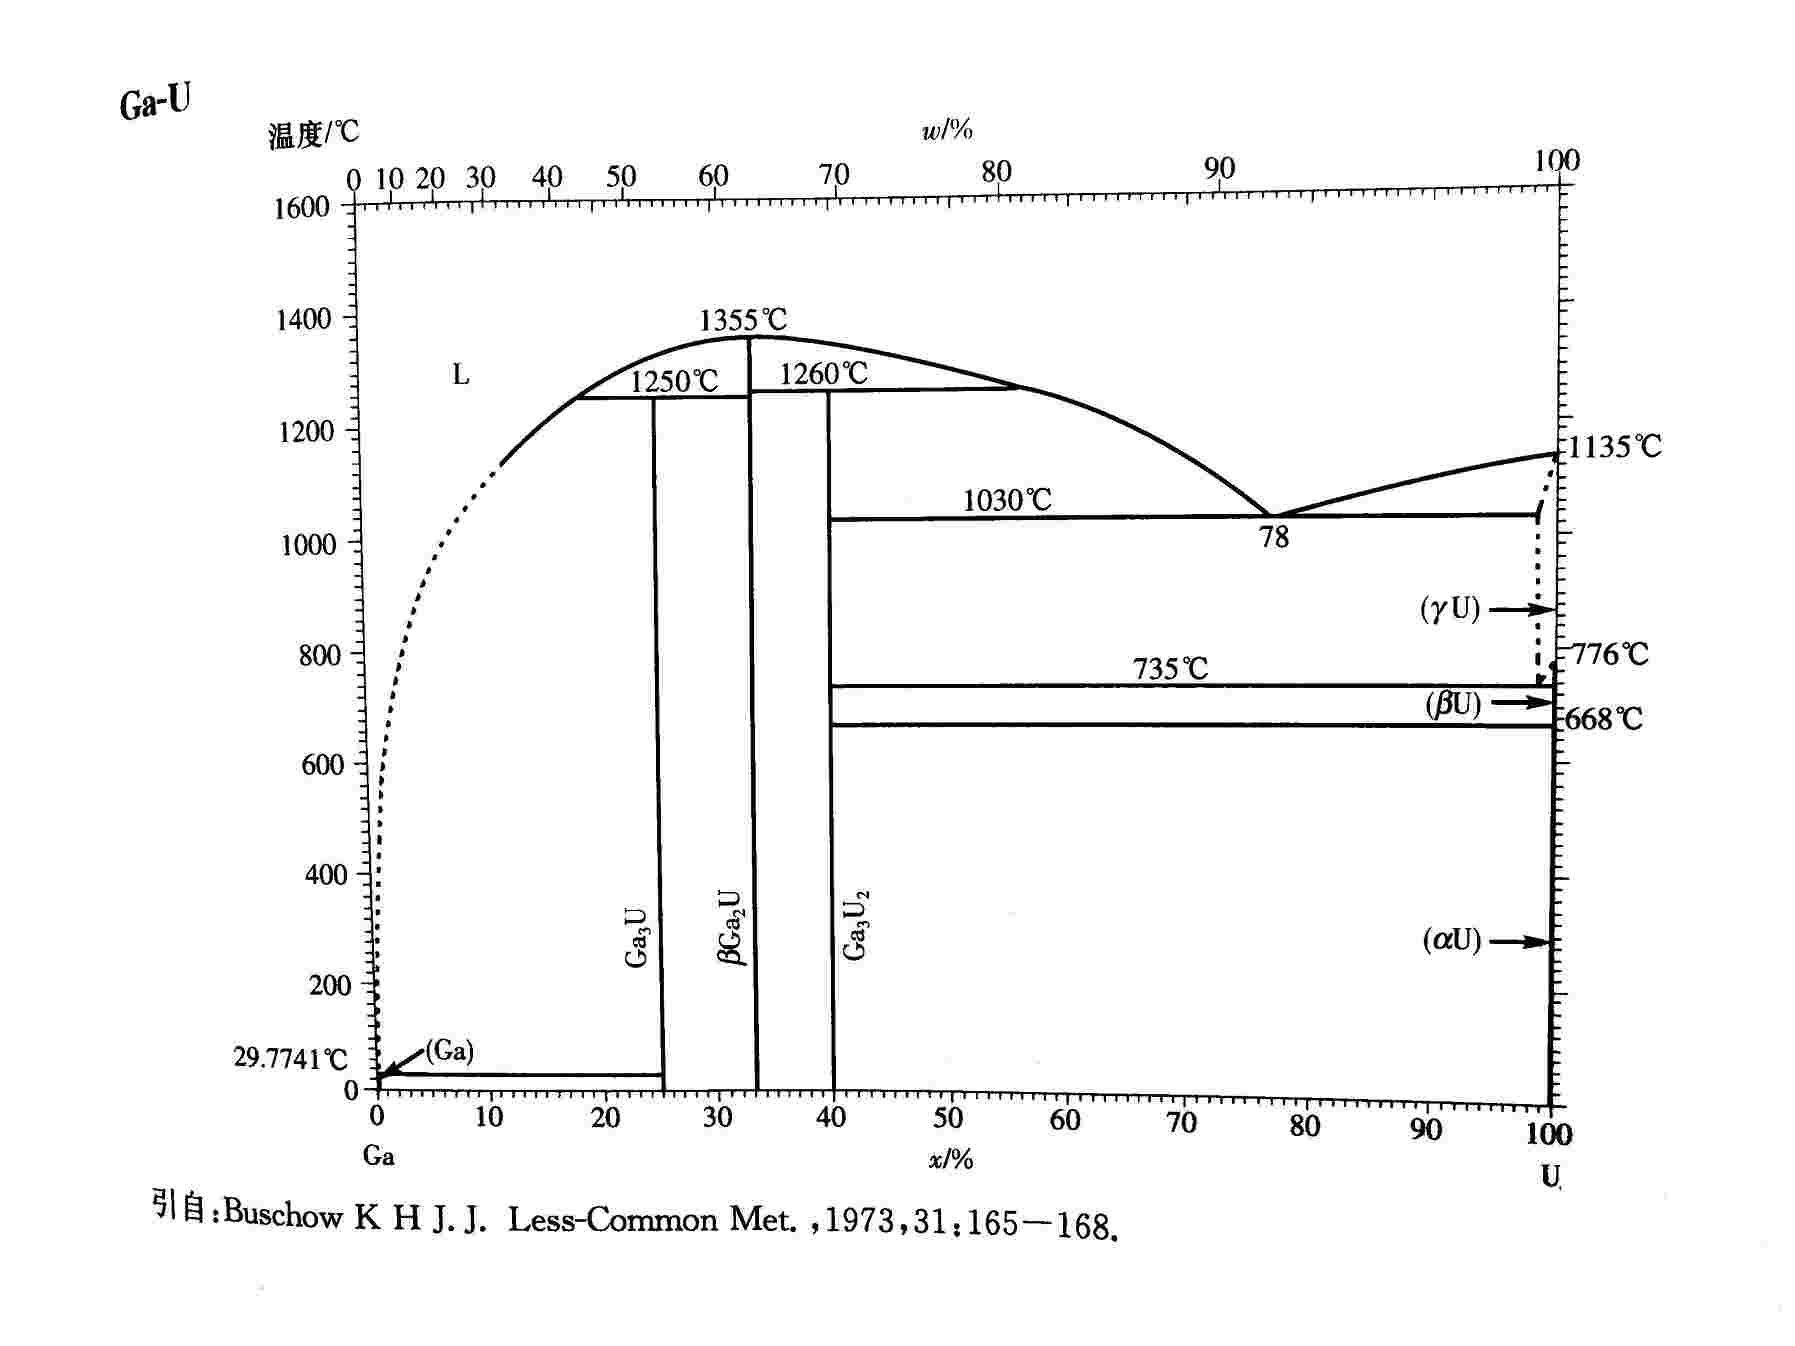 Ga-U
温度/℃
w/%
0 10 20 30 40 50 60 70 80 90 100
1600
1400
1355℃
L
1250℃ 1260℃
1200
1135℃
1030℃
1000
78
(γU)
800
776℃
735℃
(βU)
668℃
600
400
Ga₃U
βGa₂U
Ga₃U₂
(αU)
200
29.7741℃
(Ga)
0
0 10 20 30 40 50 60 70 80 90 100
Ga
x/%
U
引自:Buschow K H J. J. Less-Common Met. ,1973,31:165－168.